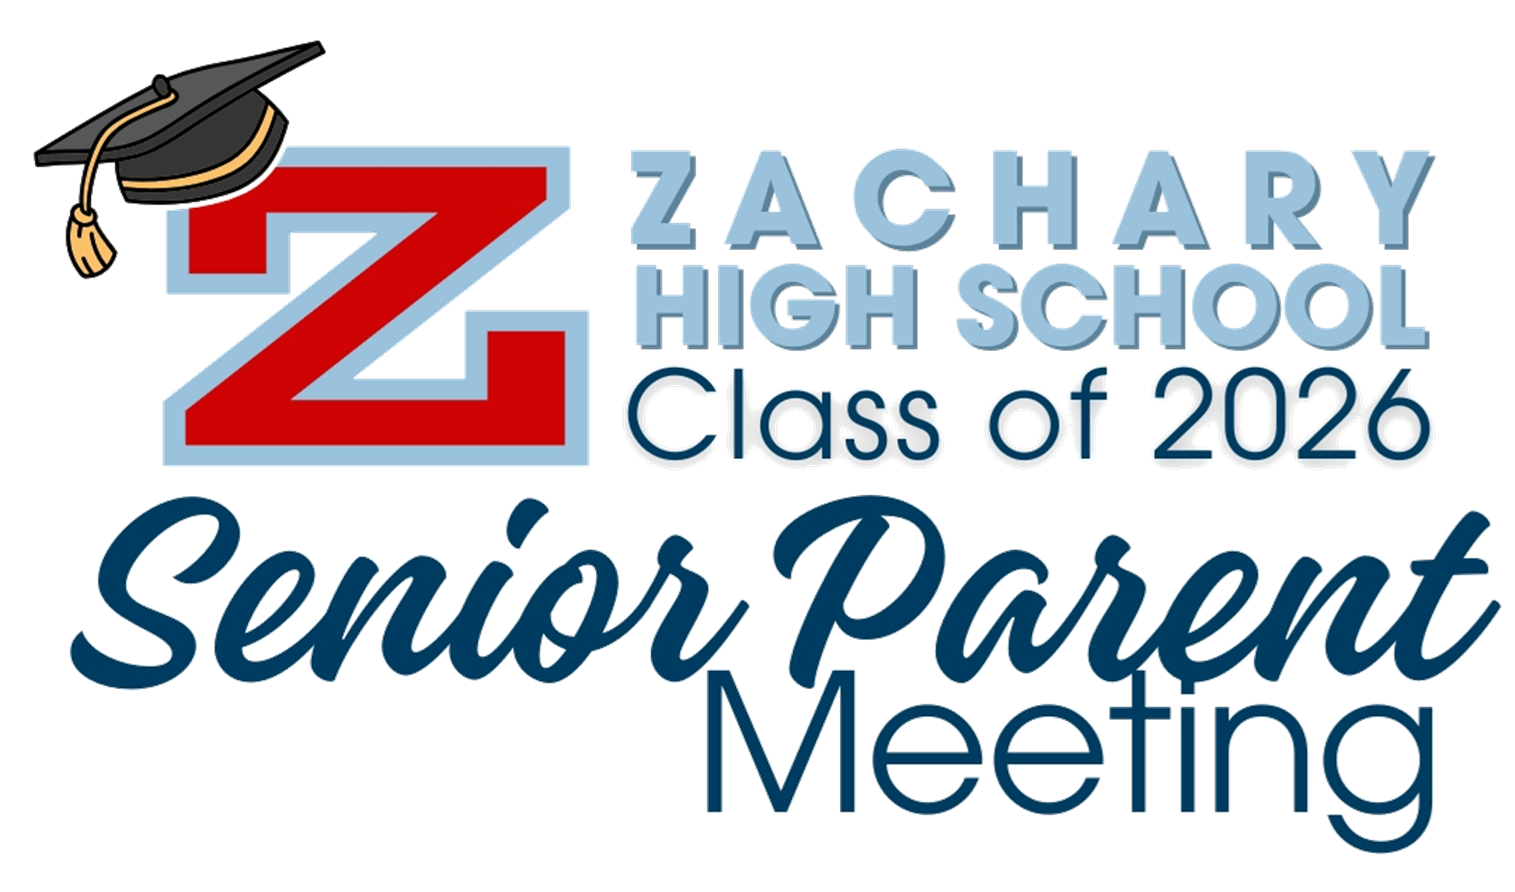 Z
ZACHARY
HIGH SCHOOL
Class of 2026
Senior Parent
Meeting